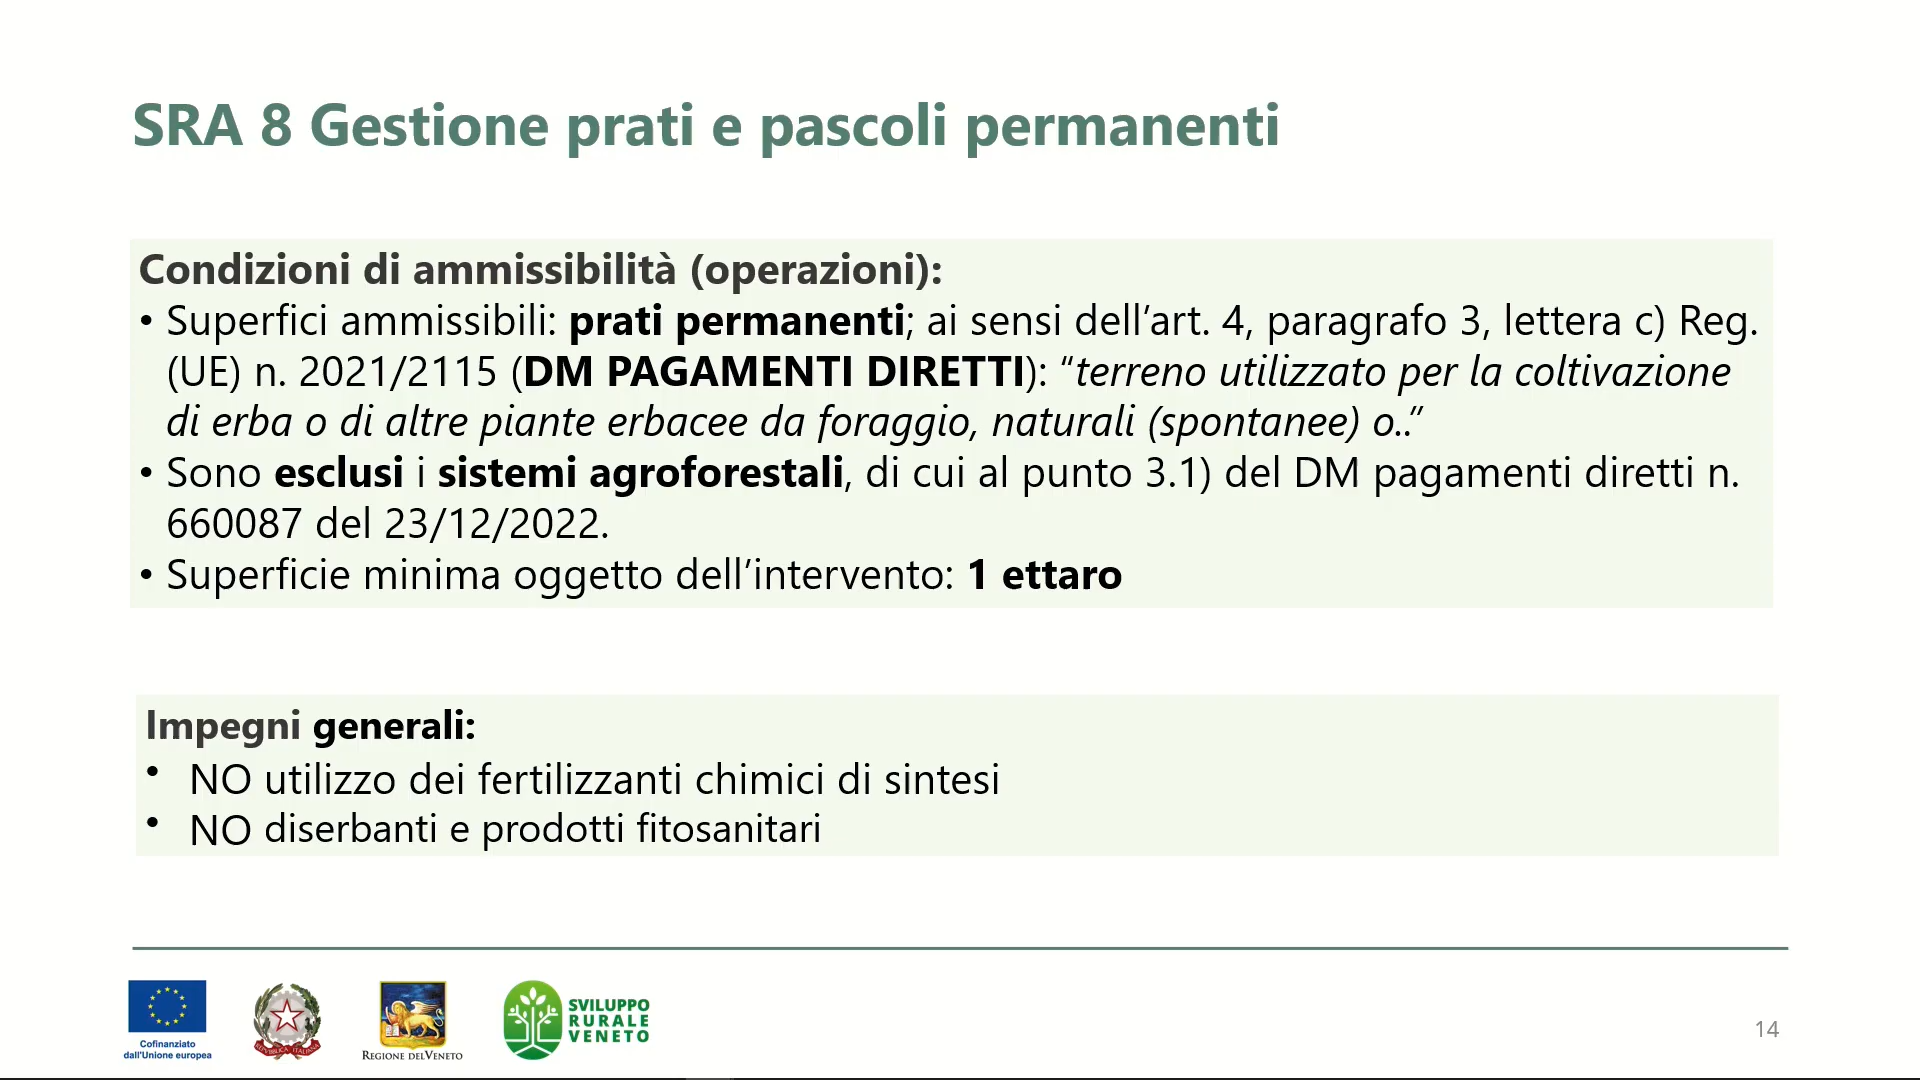 SRA 8 Gestione prati e pascoli permanenti
Condizioni di ammissibilità (operazioni):
• Superfici ammissibili: prati permanenti; ai sensi dell’art. 4, paragrafo 3, lettera c) Reg.
(UE) n. 2021/2115 (DM PAGAMENTI DIRETTI): “terreno utilizzato per la coltivazione
di erba o di altre piante erbacee da foraggio, naturali (spontanee) o..”
• Sono esclusi i sistemi agroforestali, di cui al punto 3.1) del DM pagamenti diretti n.
660087 del 23/12/2022.
• Superficie minima oggetto dell’intervento: 1 ettaro
Impegni generali:
• NO utilizzo dei fertilizzanti chimici di sintesi
• NO diserbanti e prodotti fitosanitari
Cofinanziato
dall'Unione europea
REPVBBLICA ITALIANA
REGIONE DEL VENETO
SVILUPPO
RURALE
VENETO
14